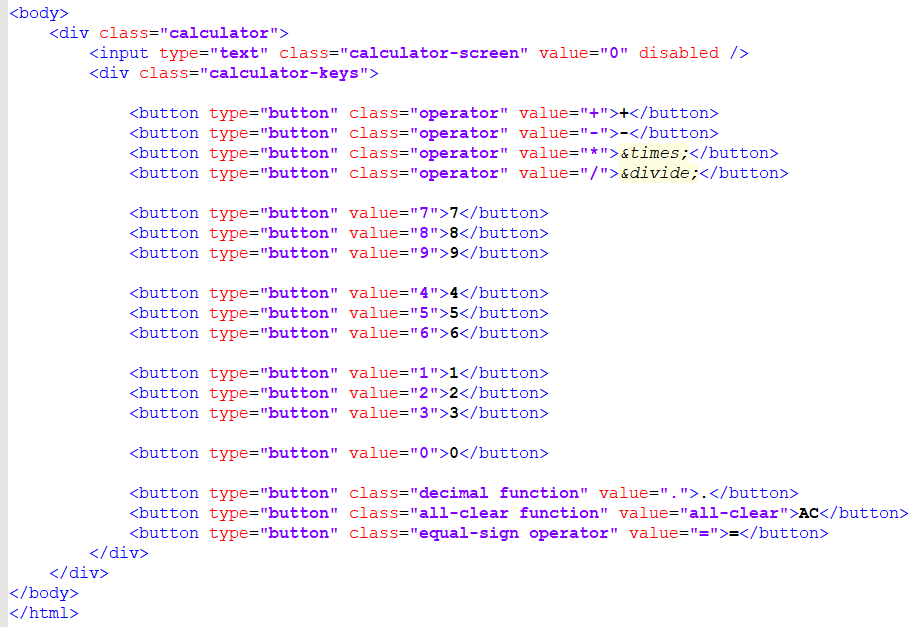 <body>
<div class="calculator">
<input type="text" class="calculator-screen" value="0" disabled />
<div class="calculator-keys">
<button type="button" class="operator" value="+">+</button>
<button type="button" class="operator" value="-">-</button>
<button type="button" class="operator" value="*">&times;</button>
<button type="button" class="operator" value="/">&divide;</button>
<button type="button" value="7">7</button>
<button type="button" value="8">8</button>
<button type="button" value="9">9</button>
<button type="button" value="4">4</button>
<button type="button" value="5">5</button>
<button type="button" value="6">6</button>
<button type="button" value="1">1</button>
<button type="button" value="2">2</button>
<button type="button" value="3">3</button>
<button type="button" value="0">0</button>
<button type="button" class="decimal function" value=".">.</button>
<button type="button" class="all-clear function" value="all-clear">AC</button>
<button type="button" class="equal-sign operator" value="=">=</button>
</div>
</div>
</body>
</html>